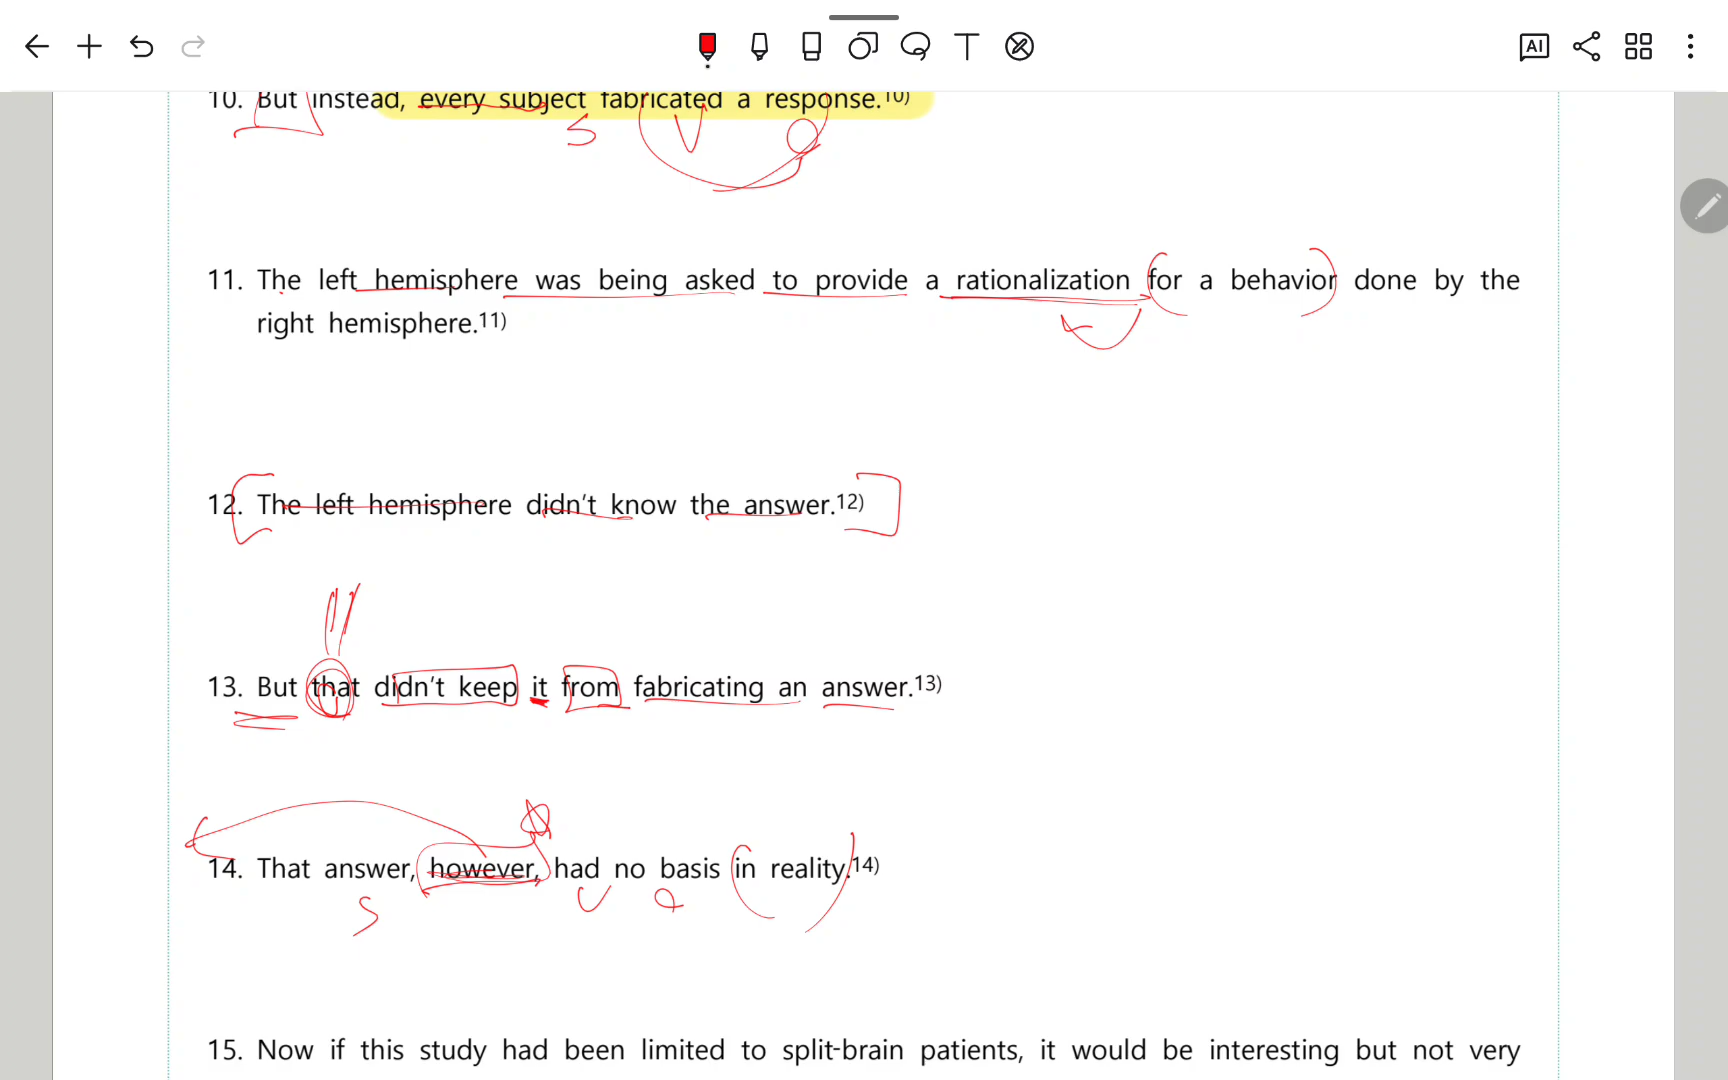 T AI
10. But instead, every subject fabricated a response.10)
S V O
11. The left hemisphere was being asked to provide a rationalization for a behavior done by the
right hemisphere.11)
12. The left hemisphere didn't know the answer.12)
13. But that didn't keep it from fabricating an answer.13)
14. That answer, however, had no basis in reality.14)
S V O
15. Now if this study had been limited to split-brain patients, it would be interesting but not very